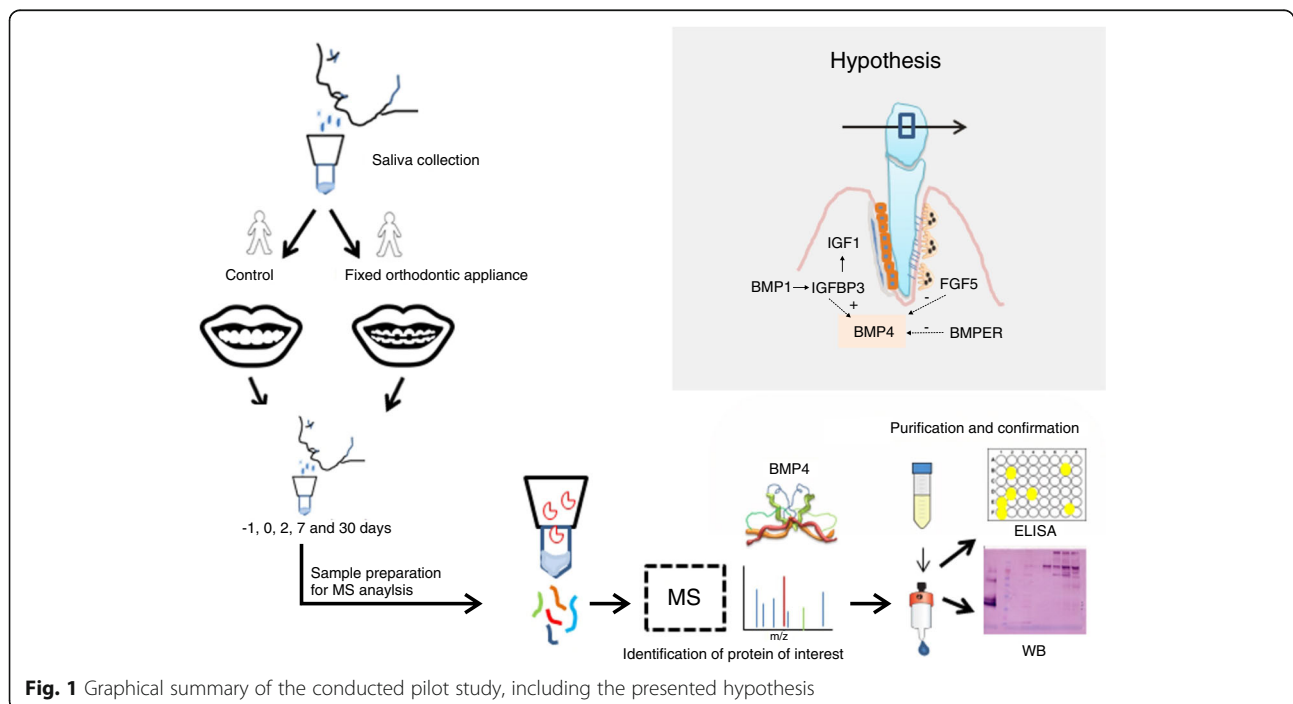 Saliva collection
Control
Fixed orthodontic appliance
-1, 0, 2, 7 and 30 days
Sample preparation
for MS anaylsis
MS
BMP4
m/z
Identification of protein of interest
Purification and confirmation
ELISA
WB
Hypothesis
IGF1
BMP1
IGFBP3
+
FGF5
-
BMP4
-
BMPER
Fig. 1 Graphical summary of the conducted pilot study, including the presented hypothesis